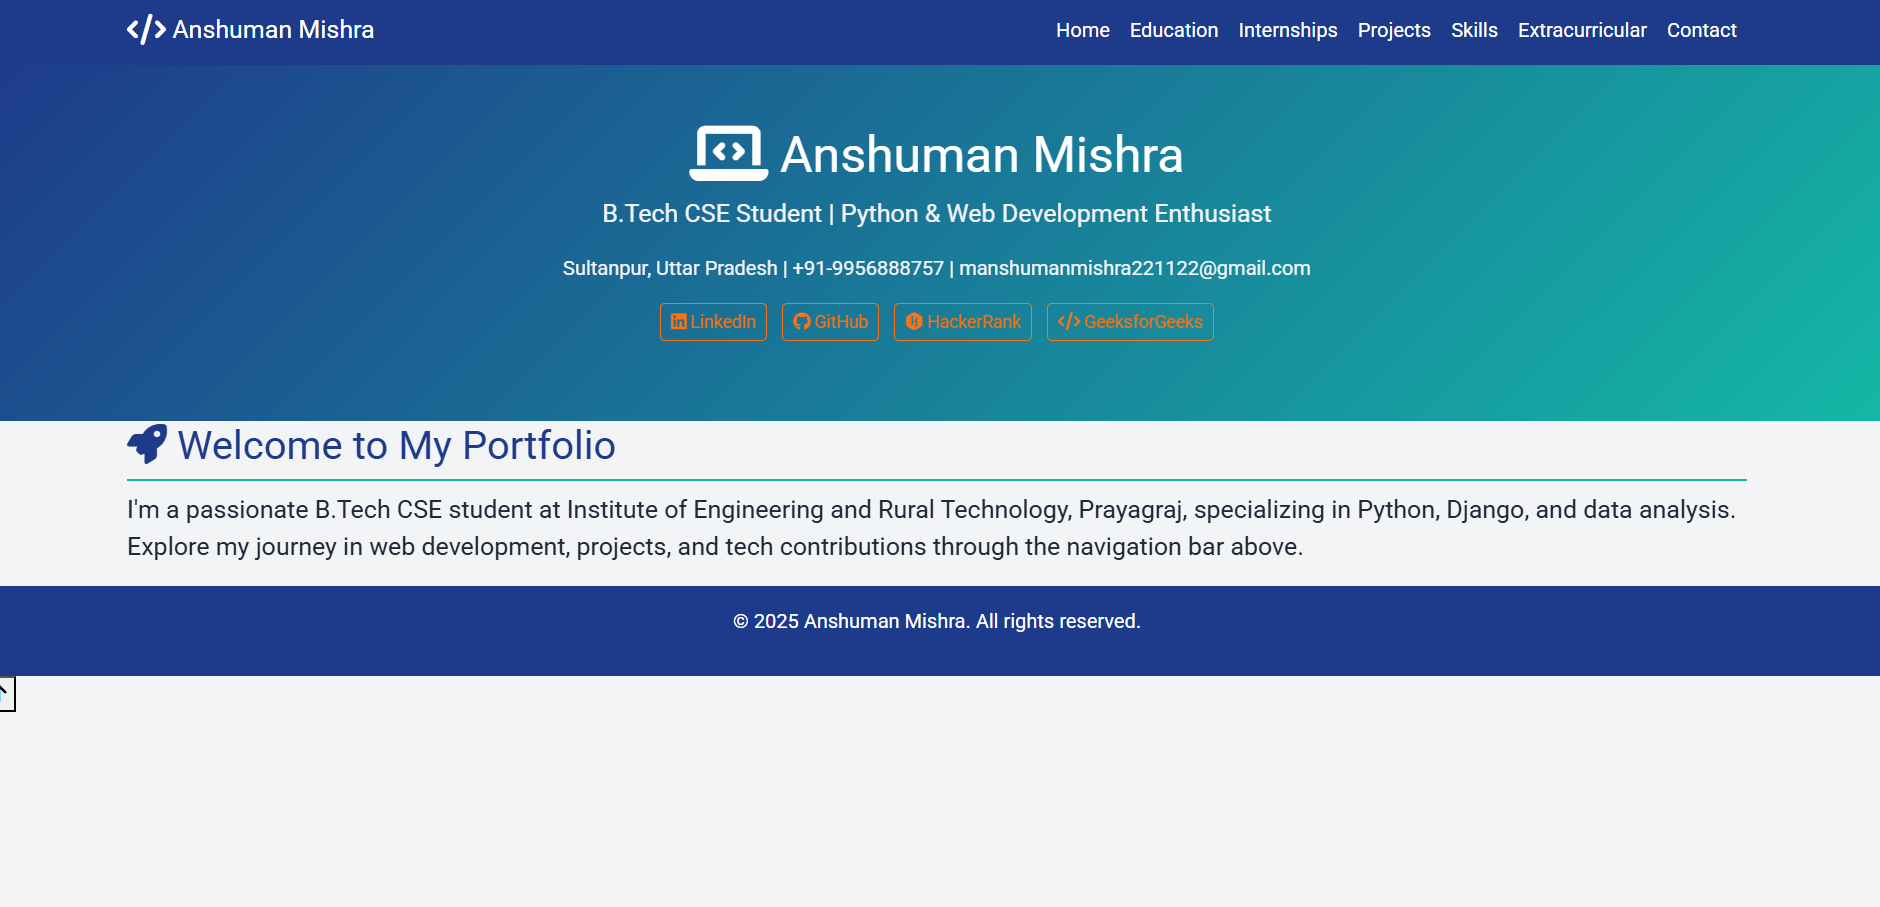 Anshuman Mishra
Home Education Internships Projects Skills Extracurricular Contact
Anshuman Mishra
B.Tech CSE Student | Python & Web Development Enthusiast
Sultanpur, Uttar Pradesh | +91-9956888757 | manshumanmishra221122@gmail.com
LinkedIn GitHub HackerRank GeeksforGeeks
Welcome to My Portfolio
I'm a passionate B.Tech CSE student at Institute of Engineering and Rural Technology, Prayagraj, specializing in Python, Django, and data analysis.
Explore my journey in web development, projects, and tech contributions through the navigation bar above.
© 2025 Anshuman Mishra. All rights reserved.